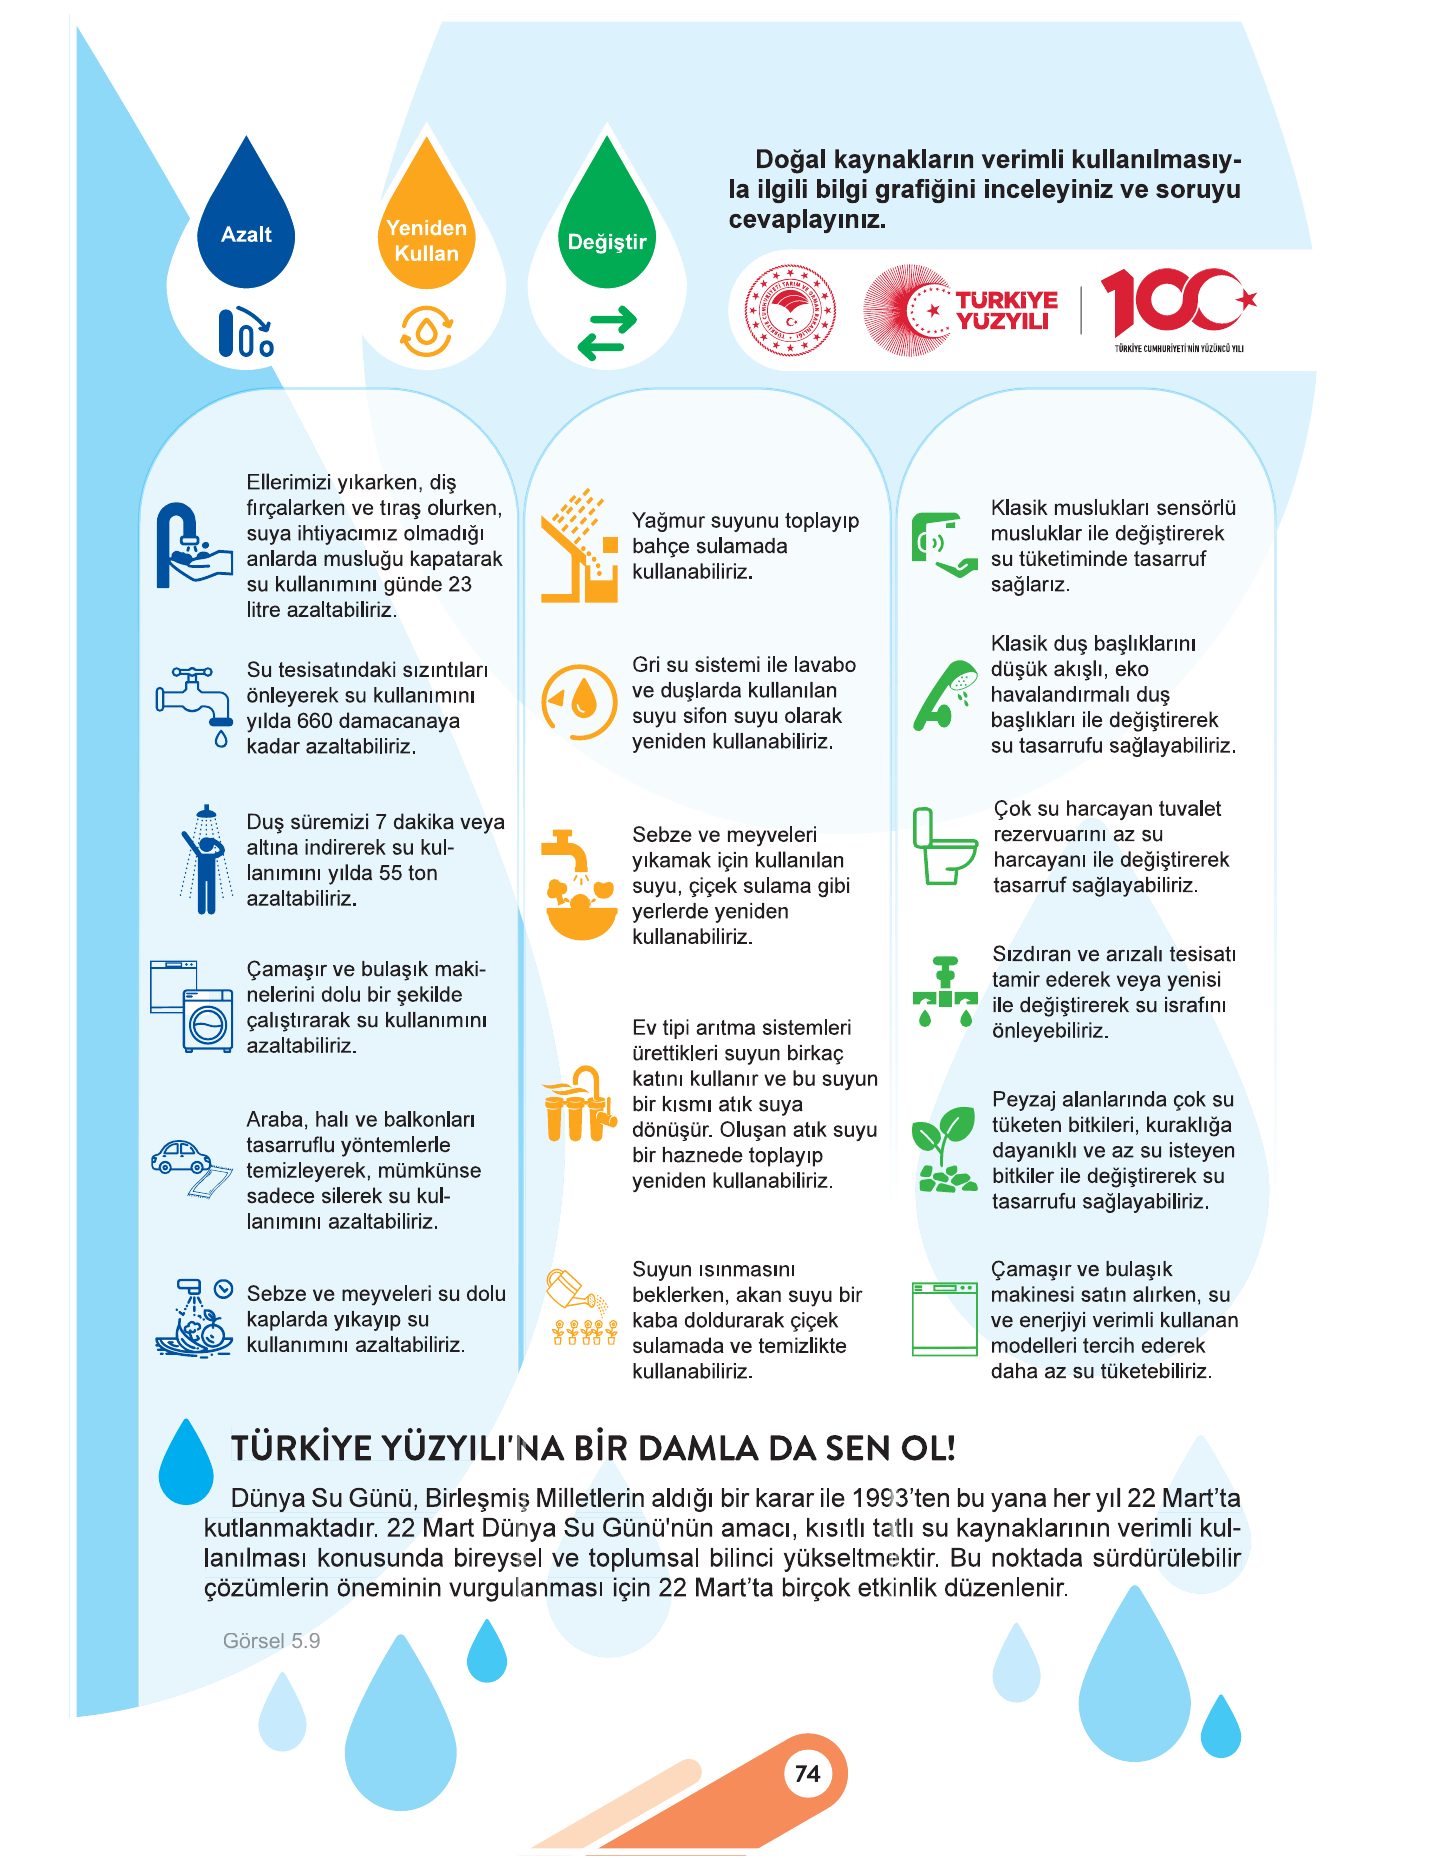 Azalt
Yeniden
Kullan
Değiştir
Doğal kaynakların verimli kullanılmasıy-
la ilgili bilgi grafiğini inceleyiniz ve soruyu
cevaplayınız.
TÜRKİYE
YÜZYILI
100
TÜRKİYE CUMHURİYETİ'NİN YÜZÜNCÜ YILI
Ellerimizi yıkarken, diş
fırçalarken ve tıraş olurken,
suya ihtiyacımız olmadığı
anlarda musluğu kapatarak
su kullanımını günde 23
litre azaltabiliriz.
Su tesisatındaki sızıntıları
önleyerek su kullanımını
yılda 660 damacanaya
kadar azaltabiliriz.
Duş süremizi 7 dakika veya
altına indirerek su kul-
lanımını yılda 55 ton
azaltabiliriz.
Çamaşır ve bulaşık maki-
nelerini dolu bir şekilde
çalıştırarak su kullanımını
azaltabiliriz.
Araba, halı ve balkonları
tasarruflu yöntemlerle
temizleyerek, mümkünse
sadece silerek su kul-
lanımını azaltabiliriz.
Sebze ve meyveleri su dolu
kaplarda yıkayıp su
kullanımını azaltabiliriz.
Yağmur suyunu toplayıp
bahçe sulamada
kullanabiliriz.
Gri su sistemi ile lavabo
ve duşlarda kullanılan
suyu sifon suyu olarak
yeniden kullanabiliriz.
Sebze ve meyveleri
yıkamak için kullanılan
suyu, çiçek sulama gibi
yerlerde yeniden
kullanabiliriz.
Ev tipi arıtma sistemleri
ürettikleri suyun birkaç
katını kullanır ve bu suyun
bir kısmı atık suya
dönüşür. Oluşan atık suyu
bir haznede toplayıp
yeniden kullanabiliriz.
Suyun ısınmasını
beklerken, akan suyu bir
kaba doldurarak çiçek
sulamada ve temizlikte
kullanabiliriz.
Klasik muslukları sensörlü
musluklar ile değiştirerek
su tüketiminde tasarruf
sağlarız.
Klasik duş başlıklarını
düşük akışlı, eko
havalandırmalı duş
başlıkları ile değiştirerek
su tasarrufu sağlayabiliriz.
Çok su harcayan tuvalet
rezervuarını az su
harcayanı ile değiştirerek
tasarruf sağlayabiliriz.
Sızdıran ve arızalı tesisatı
tamir ederek veya yenisi
ile değiştirerek su israfını
önleyebiliriz.
Peyzaj alanlarında çok su
tüketen bitkileri, kuraklığa
dayanıklı ve az su isteyen
bitkiler ile değiştirerek su
tasarrufu sağlayabiliriz.
Çamaşır ve bulaşık
makinesi satın alırken, su
ve enerjiyi verimli kullanan
modelleri tercih ederek
daha az su tüketebiliriz.
TÜRKİYE YÜZYILI'NA BİR DAMLA DA SEN OL!
Dünya Su Günü, Birleşmiş Milletlerin aldığı bir karar ile 1993’ten bu yana her yıl 22 Mart’ta
kutlanmaktadır. 22 Mart Dünya Su Günü'nün amacı, kısıtlı tatlı su kaynaklarının verimli kul-
lanılması konusunda bireysel ve toplumsal bilinci yükseltmektir. Bu noktada sürdürülebilir
çözümlerin öneminin vurgulanması için 22 Mart’ta birçok etkinlik düzenlenir.
Görsel 5.9
74